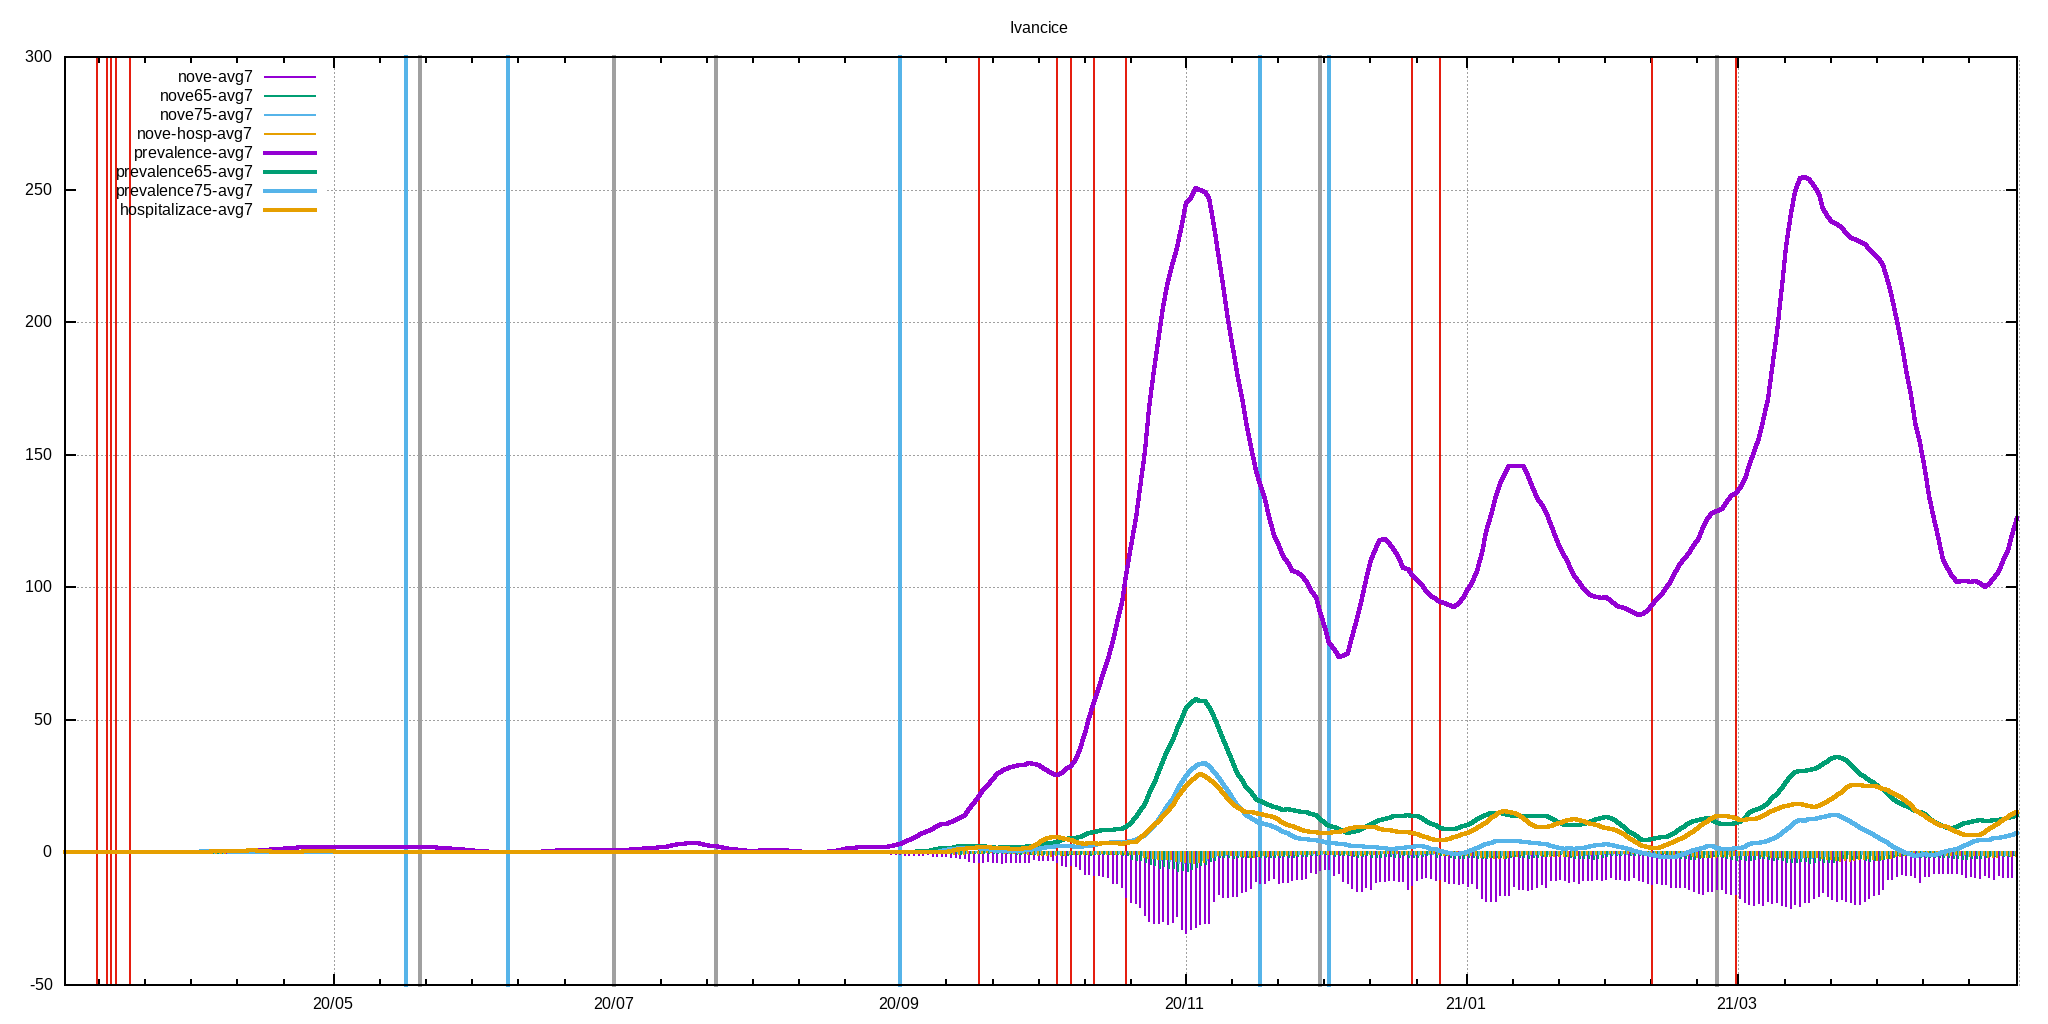 Ivancice
300
250
200
150
100
50
0
-50
nove-avg7
nove65-avg7
nove75-avg7
nove-hosp-avg7
prevalence-avg7
prevalence65-avg7
prevalence75-avg7
hospitalizace-avg7
20/05 20/07 20/09 20/11 21/01 21/03